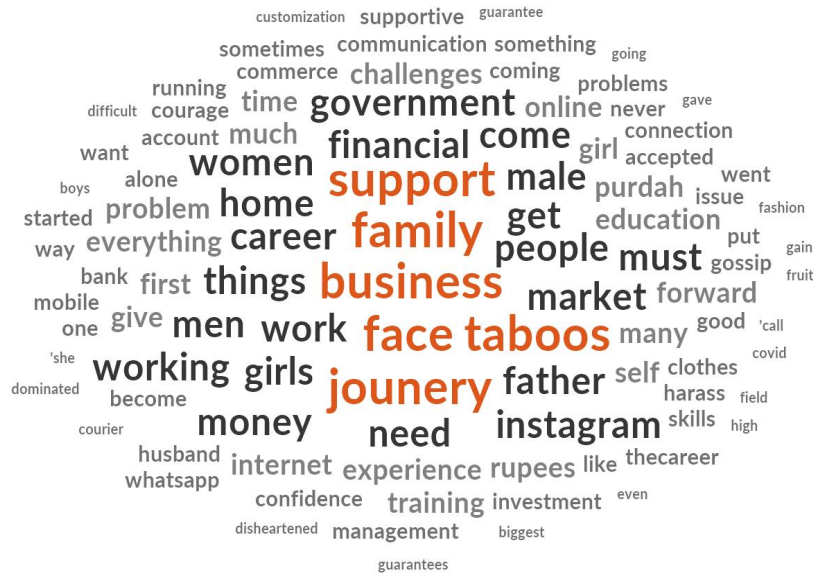 customization supportive guarantee
sometimes communication something going
commerce challenges coming
running problems
difficult courage time government online never gave
account much financial come girl connection
want women accepted
boys alone support male purdah went
started problem home family get education issue fashion
way everything career people must put gain
bank first things business gossip fruit
mobile market forward
one give men work face taboos many good 'call
'she covid
dominated working girls jounery father self clothes
become harass field
courier money need instagram skills high
husband internet experience rupees like thecareer
whatsapp
confidence training investment even
disheartened management biggest
guarantees